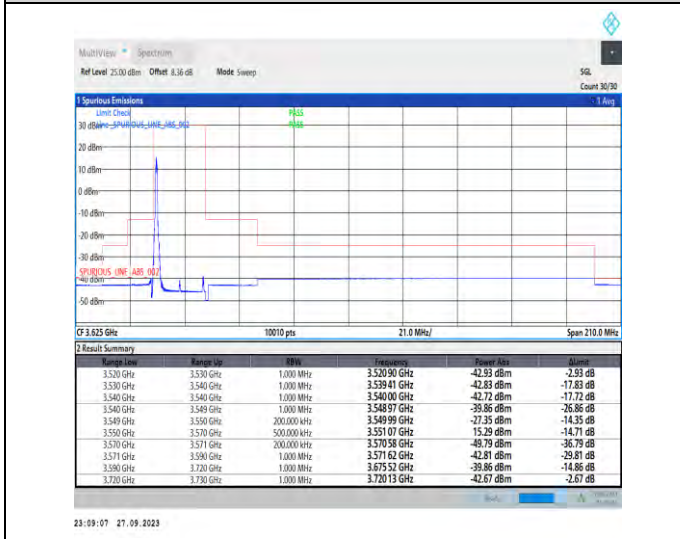 MultiView Spectrum
Ref Level 25.00 dBm Offset 8.36 dB Mode Sweep SGL
Count 30/30
1 Spurious Emissions 1 Avg
Limit Check PASS
30 dBm Line _SPURIOUS_LINE_ABS_002 PASS
20 dBm
10 dBm
0 dBm
-10 dBm
-20 dBm
-30 dBm
SPURIOUS_LINE_ABS_002
-40 dBm
-50 dBm
CF 3.625 GHz 10010 pts 21.0 MHz/ Span 210.0 MHz
2 Result Summary
Range Low Range Up RBW Frequency Power Abs ΔLimit
3.520 GHz 3.530 GHz 1.000 MHz 3.520 90 GHz -42.93 dBm -2.93 dB
3.530 GHz 3.540 GHz 1.000 MHz 3.539 41 GHz -42.83 dBm -17.83 dB
3.540 GHz 3.540 GHz 1.000 MHz 3.540 00 GHz -42.72 dBm -17.72 dB
3.540 GHz 3.549 GHz 1.000 MHz 3.548 97 GHz -39.86 dBm -26.86 dB
3.549 GHz 3.550 GHz 200.000 kHz 3.549 99 GHz -27.35 dBm -14.35 dB
3.550 GHz 3.570 GHz 500.000 kHz 3.551 07 GHz 15.29 dBm -14.71 dB
3.570 GHz 3.571 GHz 200.000 kHz 3.570 58 GHz -49.79 dBm -36.79 dB
3.571 GHz 3.590 GHz 1.000 MHz 3.571 62 GHz -42.81 dBm -29.81 dB
3.590 GHz 3.720 GHz 1.000 MHz 3.675 52 GHz -39.86 dBm -14.86 dB
3.720 GHz 3.730 GHz 1.000 MHz 3.720 13 GHz -42.67 dBm -2.67 dB
23:09:07 27.09.2023